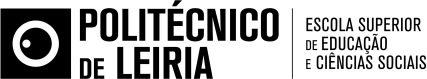 POLITÉCNICO
DE LEIRIA
ESCOLA SUPERIOR
DE EDUCAÇÃO
E CIÊNCIAS SOCIAIS